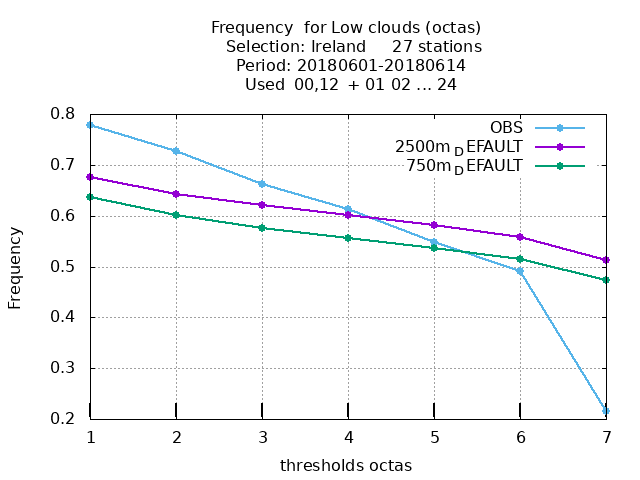 Frequency  for Low clouds (octas)
Selection: Ireland     27 stations
Period: 20180601-20180614
Used  00,12  + 01 02 ... 24
OBS
2500m_DEFAULT
750m_DEFAULT
Frequency
0.8
0.7
0.6
0.5
0.4
0.3
0.2
1 2 3 4 5 6 7
thresholds octas